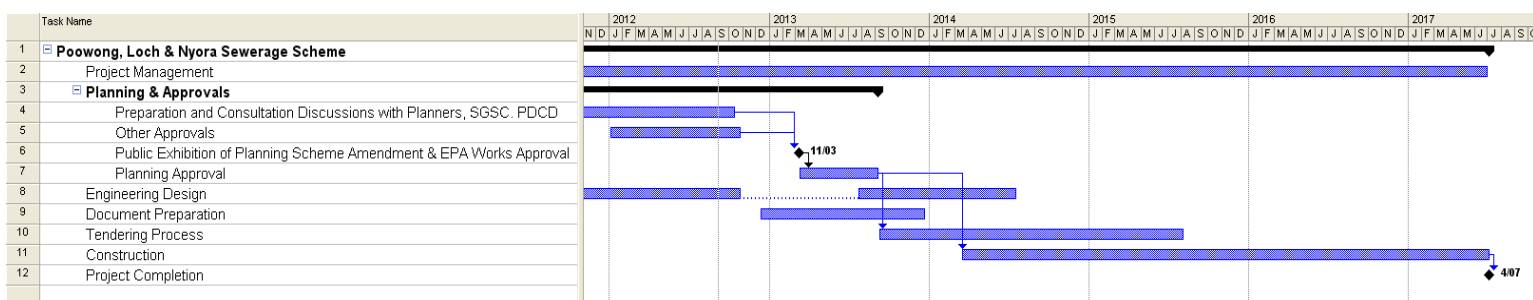 Task Name
2012 2013 2014 2015 2016 2017
N D J F M A M J J A S O N D J F M A M J J A S O N D J F M A M J J A S O N D J F M A M J J A S O N D J F M A M J J A S O N D J F M A M J J A S O
1 Poowong, Loch & Nyora Sewerage Scheme
2 Project Management
3 Planning & Approvals
4 Preparation and Consultation Discussions with Planners, SGSC. PDCD
5 Other Approvals
6 Public Exhibition of Planning Scheme Amendment & EPA Works Approval 11/03
7 Planning Approval
8 Engineering Design
9 Document Preparation
10 Tendering Process
11 Construction
12 Project Completion 4/07